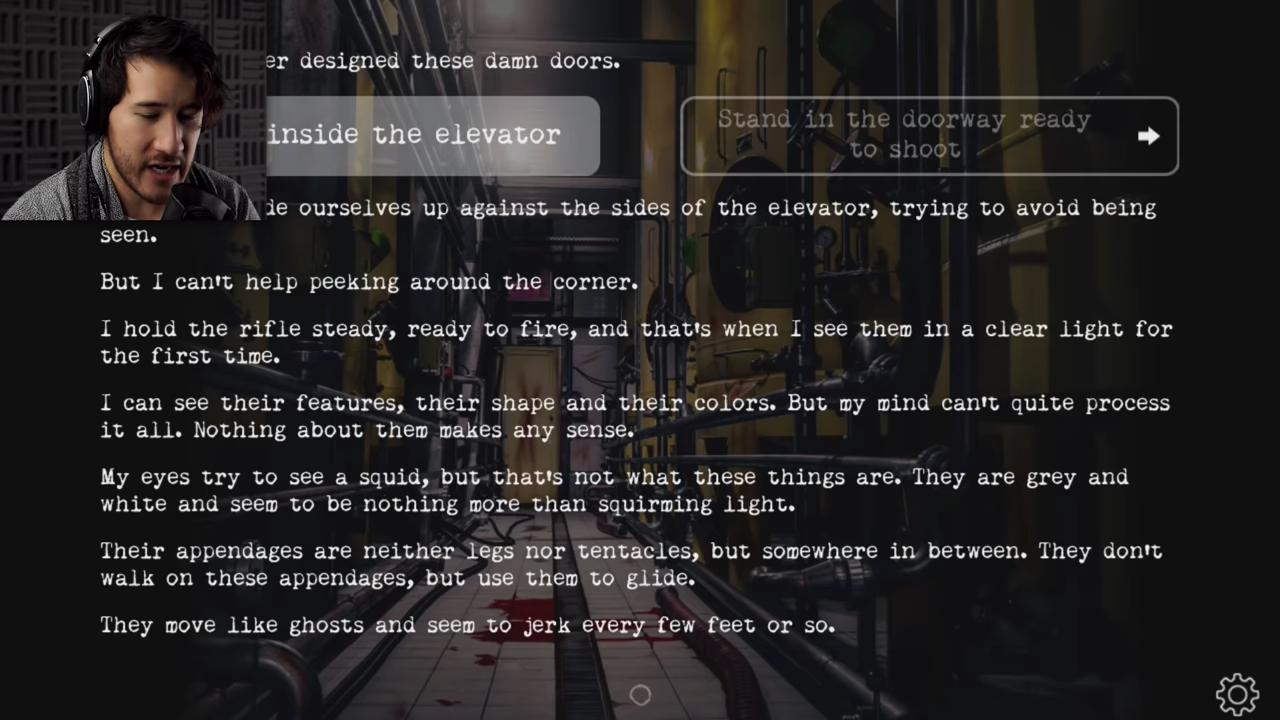 er designed these damn doors.
inside the elevator
Stand in the doorway ready
to shoot
de ourselves up against the sides of the elevator, trying to avoid being
seen.
But I can't help peeking around the corner.
I hold the rifle steady, ready to fire, and that's when I see them in a clear light for
the first time.
I can see their features, their shape and their colors. But my mind can't quite process
it all. Nothing about them makes any sense.
My eyes try to see a squid, but that's not what these things are. They are grey and
white and seem to be nothing more than squirming light.
Their appendages are neither legs nor tentacles, but somewhere in between. They don't
walk on these appendages, but use them to glide.
They move like ghosts and seem to jerk every few feet or so.